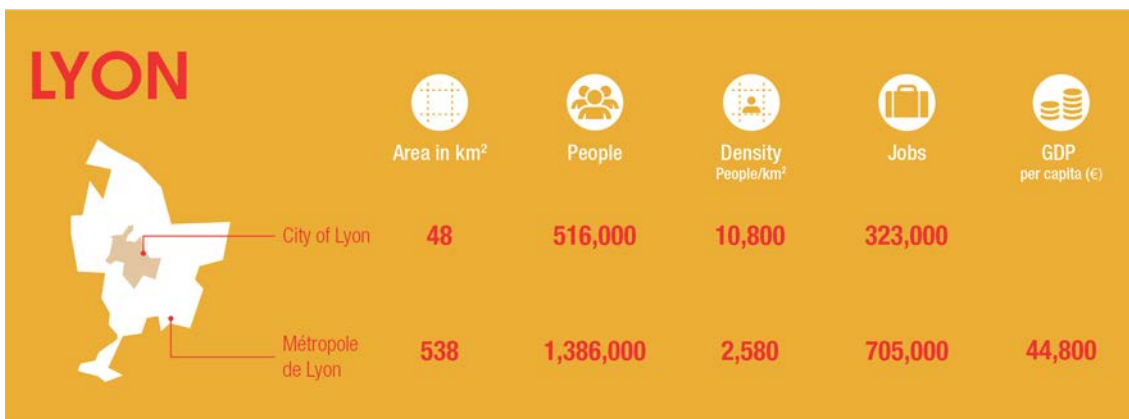 LYON
Area in km²
People
Density
People/km²
Jobs
GDP
per capita (€)
City of Lyon 48 516,000 10,800 323,000
Métropole
de Lyon 538 1,386,000 2,580 705,000 44,800